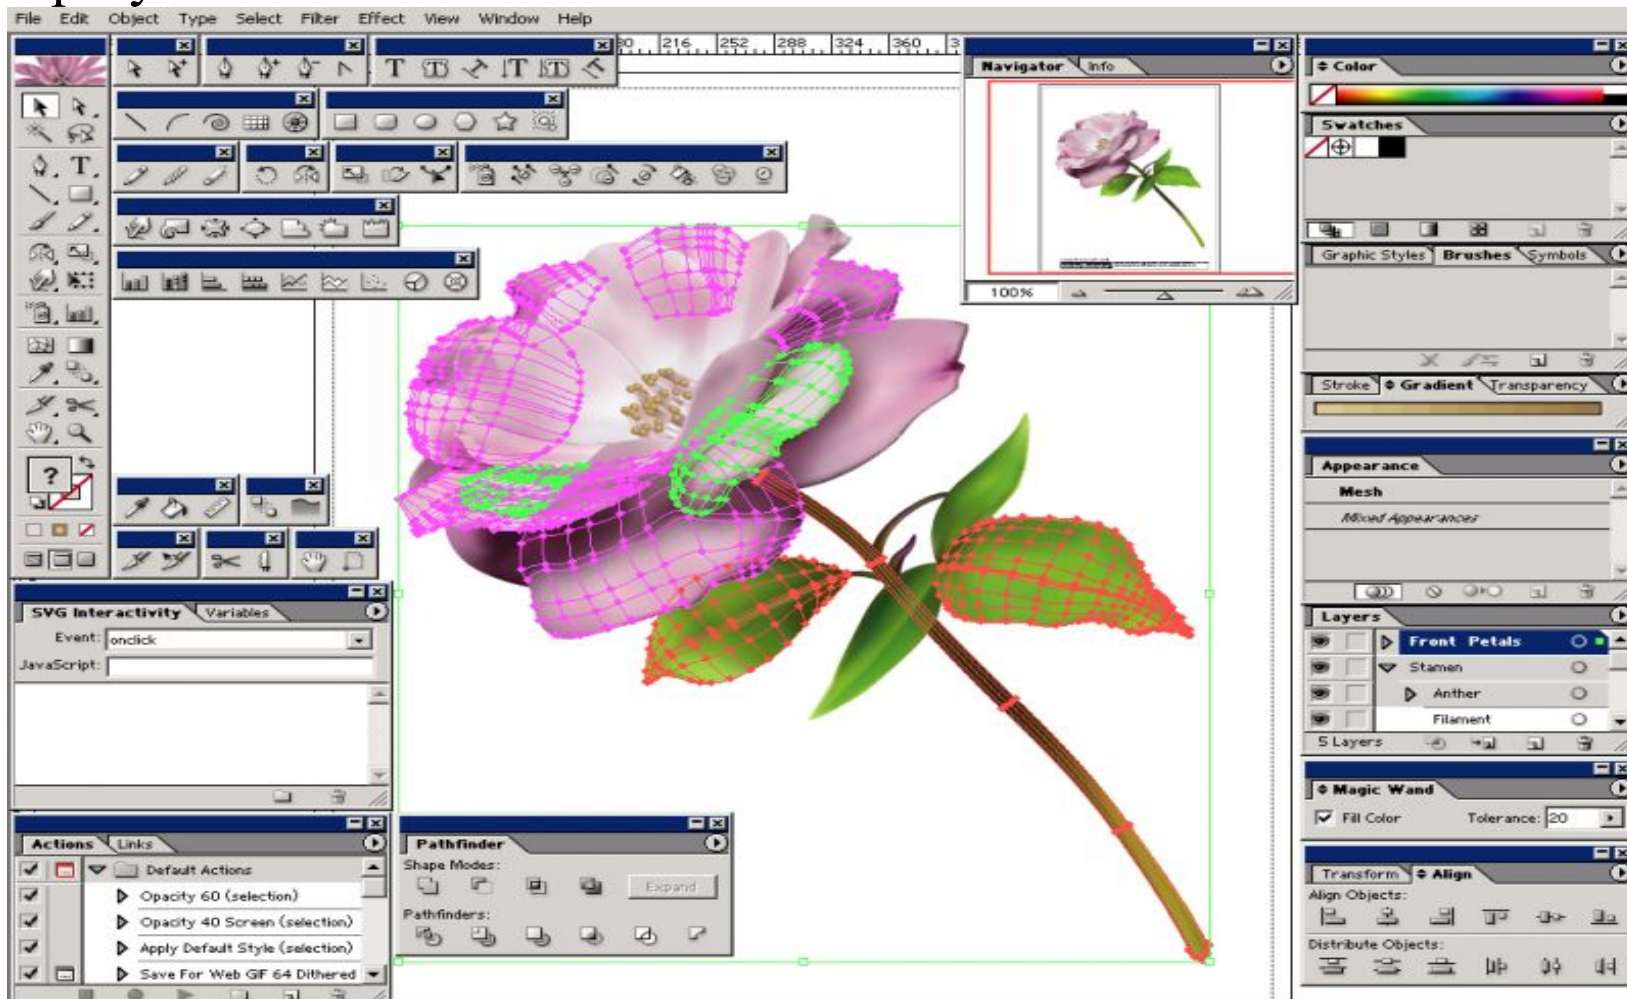 File Edit Object Type Select Filter Effect View Window Help
216 252 288 324 360
Navigator Info
100%
Color
Swatches
Graphic Styles Brushes Symbols
Stroke Gradient Transparency
Appearance
Mesh
Mixed Appearances
SVG Interactivity Variables
Event: onclick
JavaScript:
Layers
Front Petals
Stamen
Anther
Filament
5 Layers
Magic Wand
Fill Color Tolerance: 20
Actions Links
Default Actions
Opacity 60 (selection)
Opacity 40 Screen (selection)
Apply Default Style (selection)
Save For Web GIF 64 Dithered
Pathfinder
Shape Modes:
Expand
Pathfinders:
Transform Align
Align Objects:
Distribute Objects: